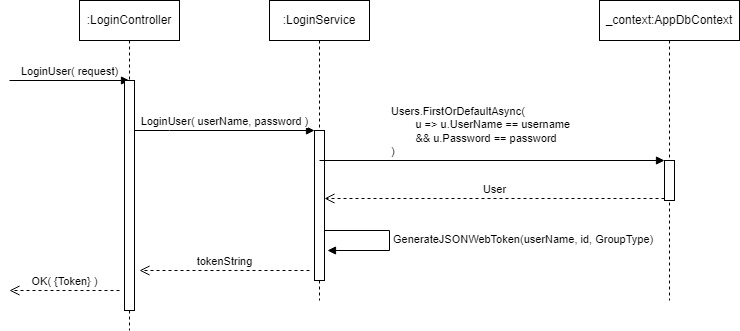 :LoginController
:LoginService
_context:AppDbContext
LoginUser( request)
LoginUser( userName, password )
Users.FirstOrDefaultAsync(
u => u.UserName == username
&& u.Password == password
)
User
GenerateJSONWebToken(userName, id, GroupType)
tokenString
OK( {Token} )